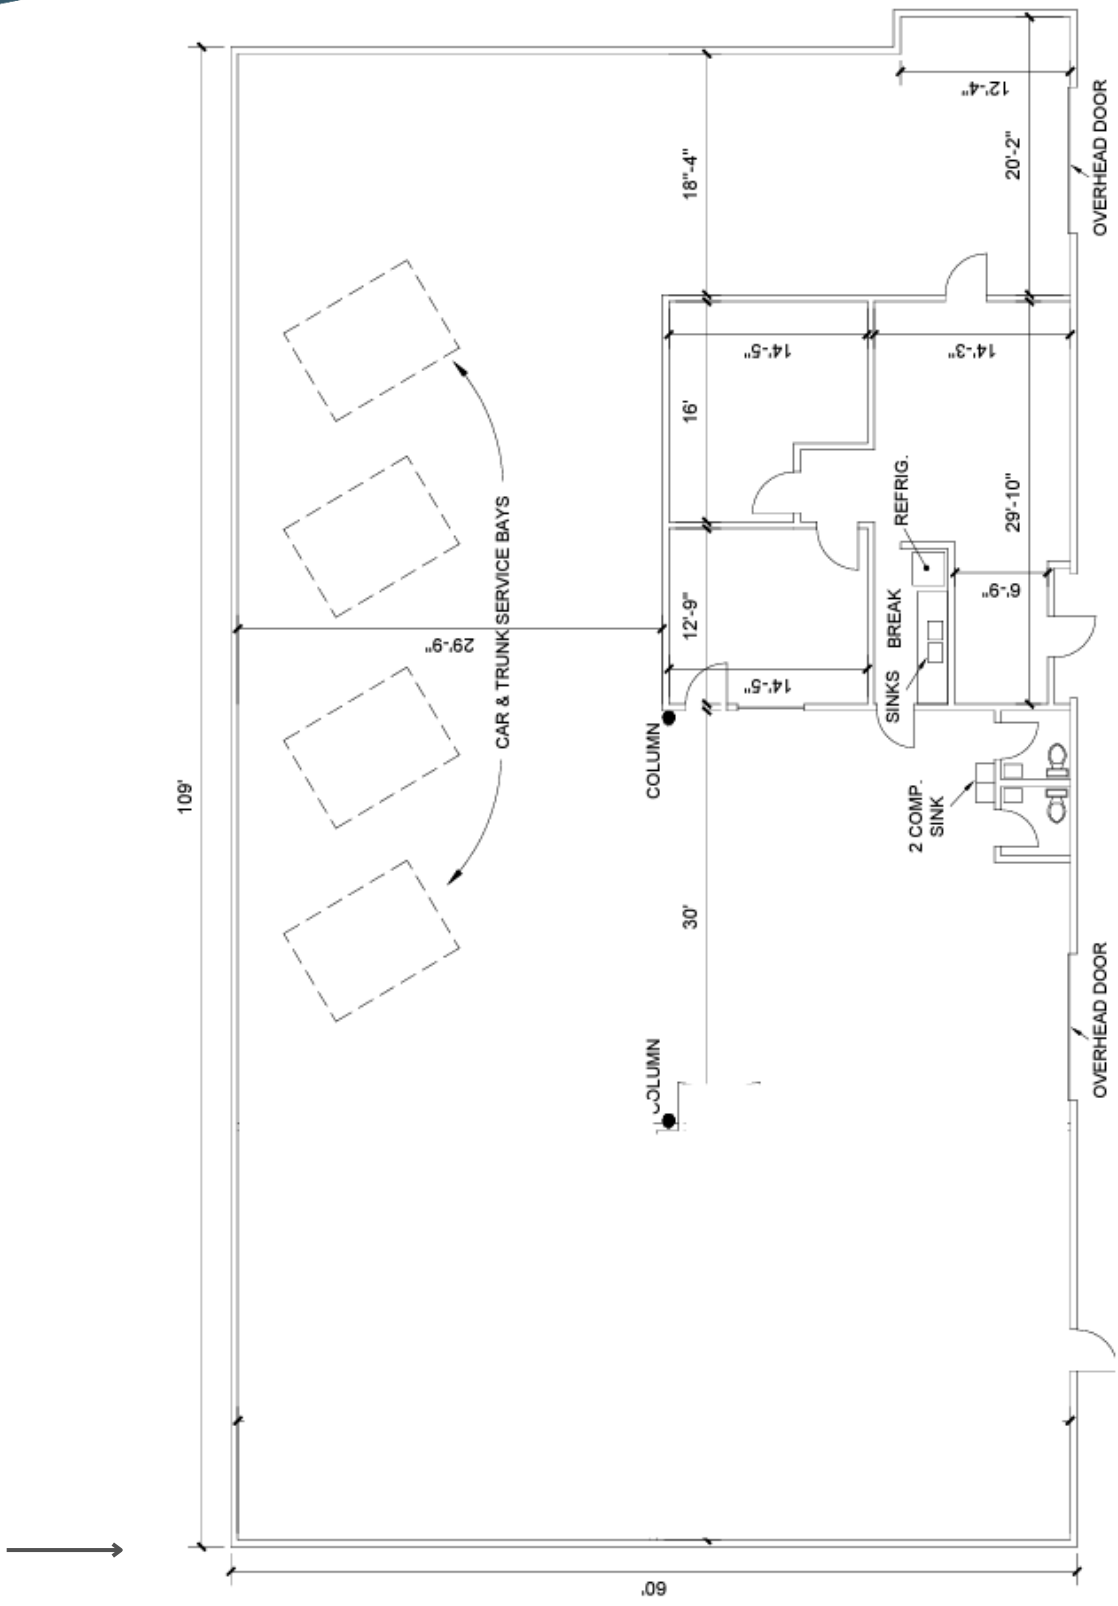 12'-4"
OVERHEAD DOOR
20'-2"
18"-4"
14'-5"
14'-3"
16'
REFRIG.
29'-10"
CAR & TRUNK SERVICE BAYS
29'-9"
12'-9"
BREAK
6'-9"
14'-5"
SINKS
COLUMN
109'
2 COMP.
SINK
30'
OVERHEAD DOOR
COLUMN
60'